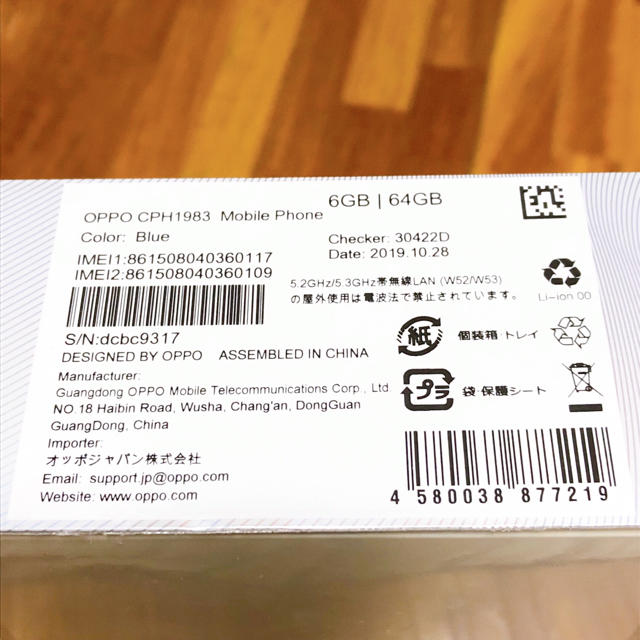 6GB | 64GB
OPPO CPH1983 Mobile Phone
Color: Blue
Checker: 30422D
IMEI1:861508040360117
Date: 2019.10.28
IMEI2:861508040360109
5.2GHz/5.3GHz帯無線LAN (W52/W53)
の屋外使用は電波法で禁止されています。
Li-ion 00
S/N:dcbc9317
紙
個装箱·トレイ
DESIGNED BY OPPO ASSEMBLED IN CHINA
Manufacturer:
Guangdong OPPO Mobile Telecommunications Corp., Ltd.
プラ
袋·保護シート
NO.18 Haibin Road, Wusha, Chang'an, DongGuan
GuangDong, China
Importer:
オッポジャパン株式会社
Email: support.jp@oppo.com
Website: www.oppo.com
4 580038 877219